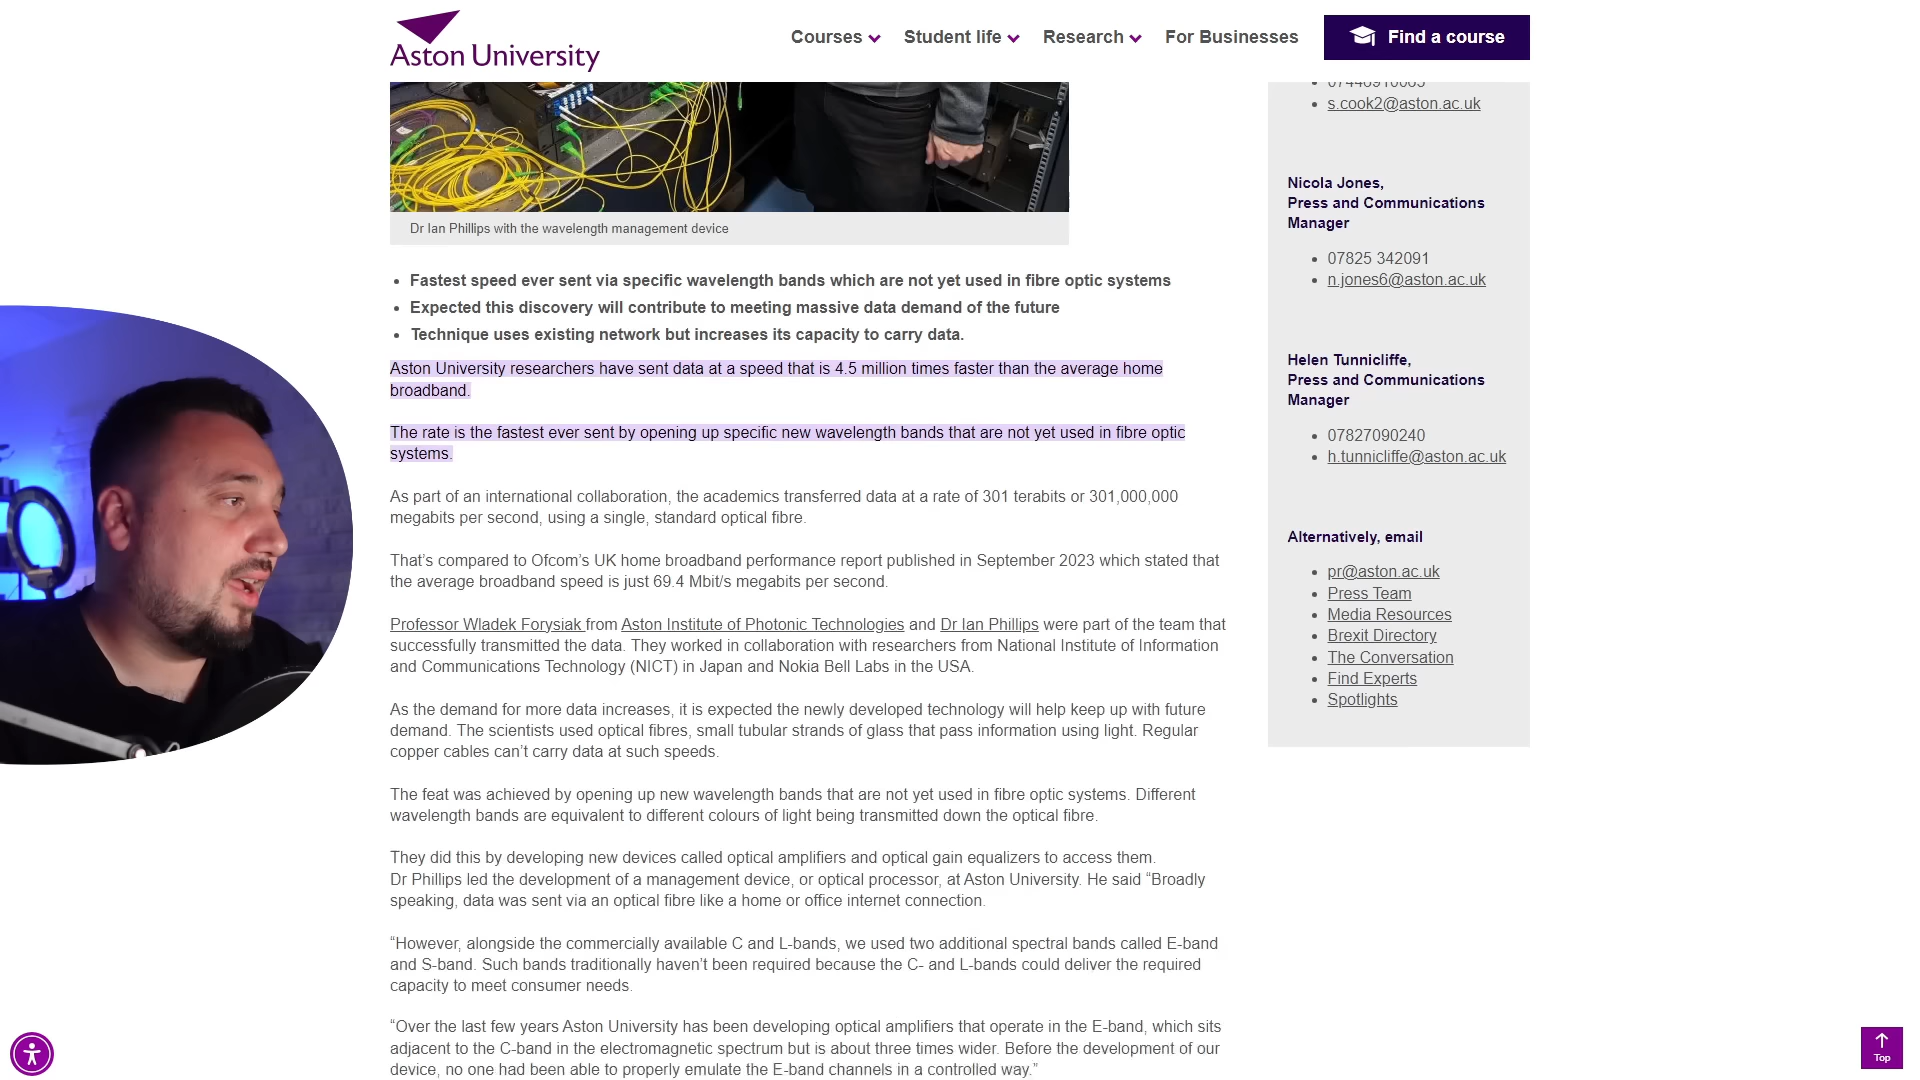 Aston University
Courses
Student life
Research
For Businesses
Find a course
s.cook2@aston.ac.uk
Nicola Jones,
Press and Communications
Manager
07825 342091
n.jones6@aston.ac.uk
Helen Tunnicliffe,
Press and Communications
Manager
07827090240
h.tunnicliffe@aston.ac.uk
Alternatively, email
pr@aston.ac.uk
Press Team
Media Resources
Brexit Directory
The Conversation
Find Experts
Spotlights
Dr Ian Phillips with the wavelength management device
Fastest speed ever sent via specific wavelength bands which are not yet used in fibre optic systems
Expected this discovery will contribute to meeting massive data demand of the future
Technique uses existing network but increases its capacity to carry data.
Aston University researchers have sent data at a speed that is 4.5 million times faster than the average home
broadband.
The rate is the fastest ever sent by opening up specific new wavelength bands that are not yet used in fibre optic
systems.
As part of an international collaboration, the academics transferred data at a rate of 301 terabits or 301,000,000
megabits per second, using a single, standard optical fibre.
That’s compared to Ofcom’s UK home broadband performance report published in September 2023 which stated that
the average broadband speed is just 69.4 Mbit/s megabits per second.
Professor Wladek Forysiak from Aston Institute of Photonic Technologies and Dr Ian Phillips were part of the team that
successfully transmitted the data. They worked in collaboration with researchers from National Institute of Information
and Communications Technology (NICT) in Japan and Nokia Bell Labs in the USA.
As the demand for more data increases, it is expected the newly developed technology will help keep up with future
demand. The scientists used optical fibres, small tubular strands of glass that pass information using light. Regular
copper cables can’t carry data at such speeds.
The feat was achieved by opening up new wavelength bands that are not yet used in fibre optic systems. Different
wavelength bands are equivalent to different colours of light being transmitted down the optical fibre.
They did this by developing new devices called optical amplifiers and optical gain equalizers to access them.
Dr Phillips led the development of a management device, or optical processor, at Aston University. He said “Broadly
speaking, data was sent via an optical fibre like a home or office internet connection.
“However, alongside the commercially available C and L-bands, we used two additional spectral bands called E-band
and S-band. Such bands traditionally haven’t been required because the C- and L-bands could deliver the required
capacity to meet consumer needs.
“Over the last few years Aston University has been developing optical amplifiers that operate in the E-band, which sits
adjacent to the C-band in the electromagnetic spectrum but is about three times wider. Before the development of our
device, no one had been able to properly emulate the E-band channels in a controlled way.”
Top